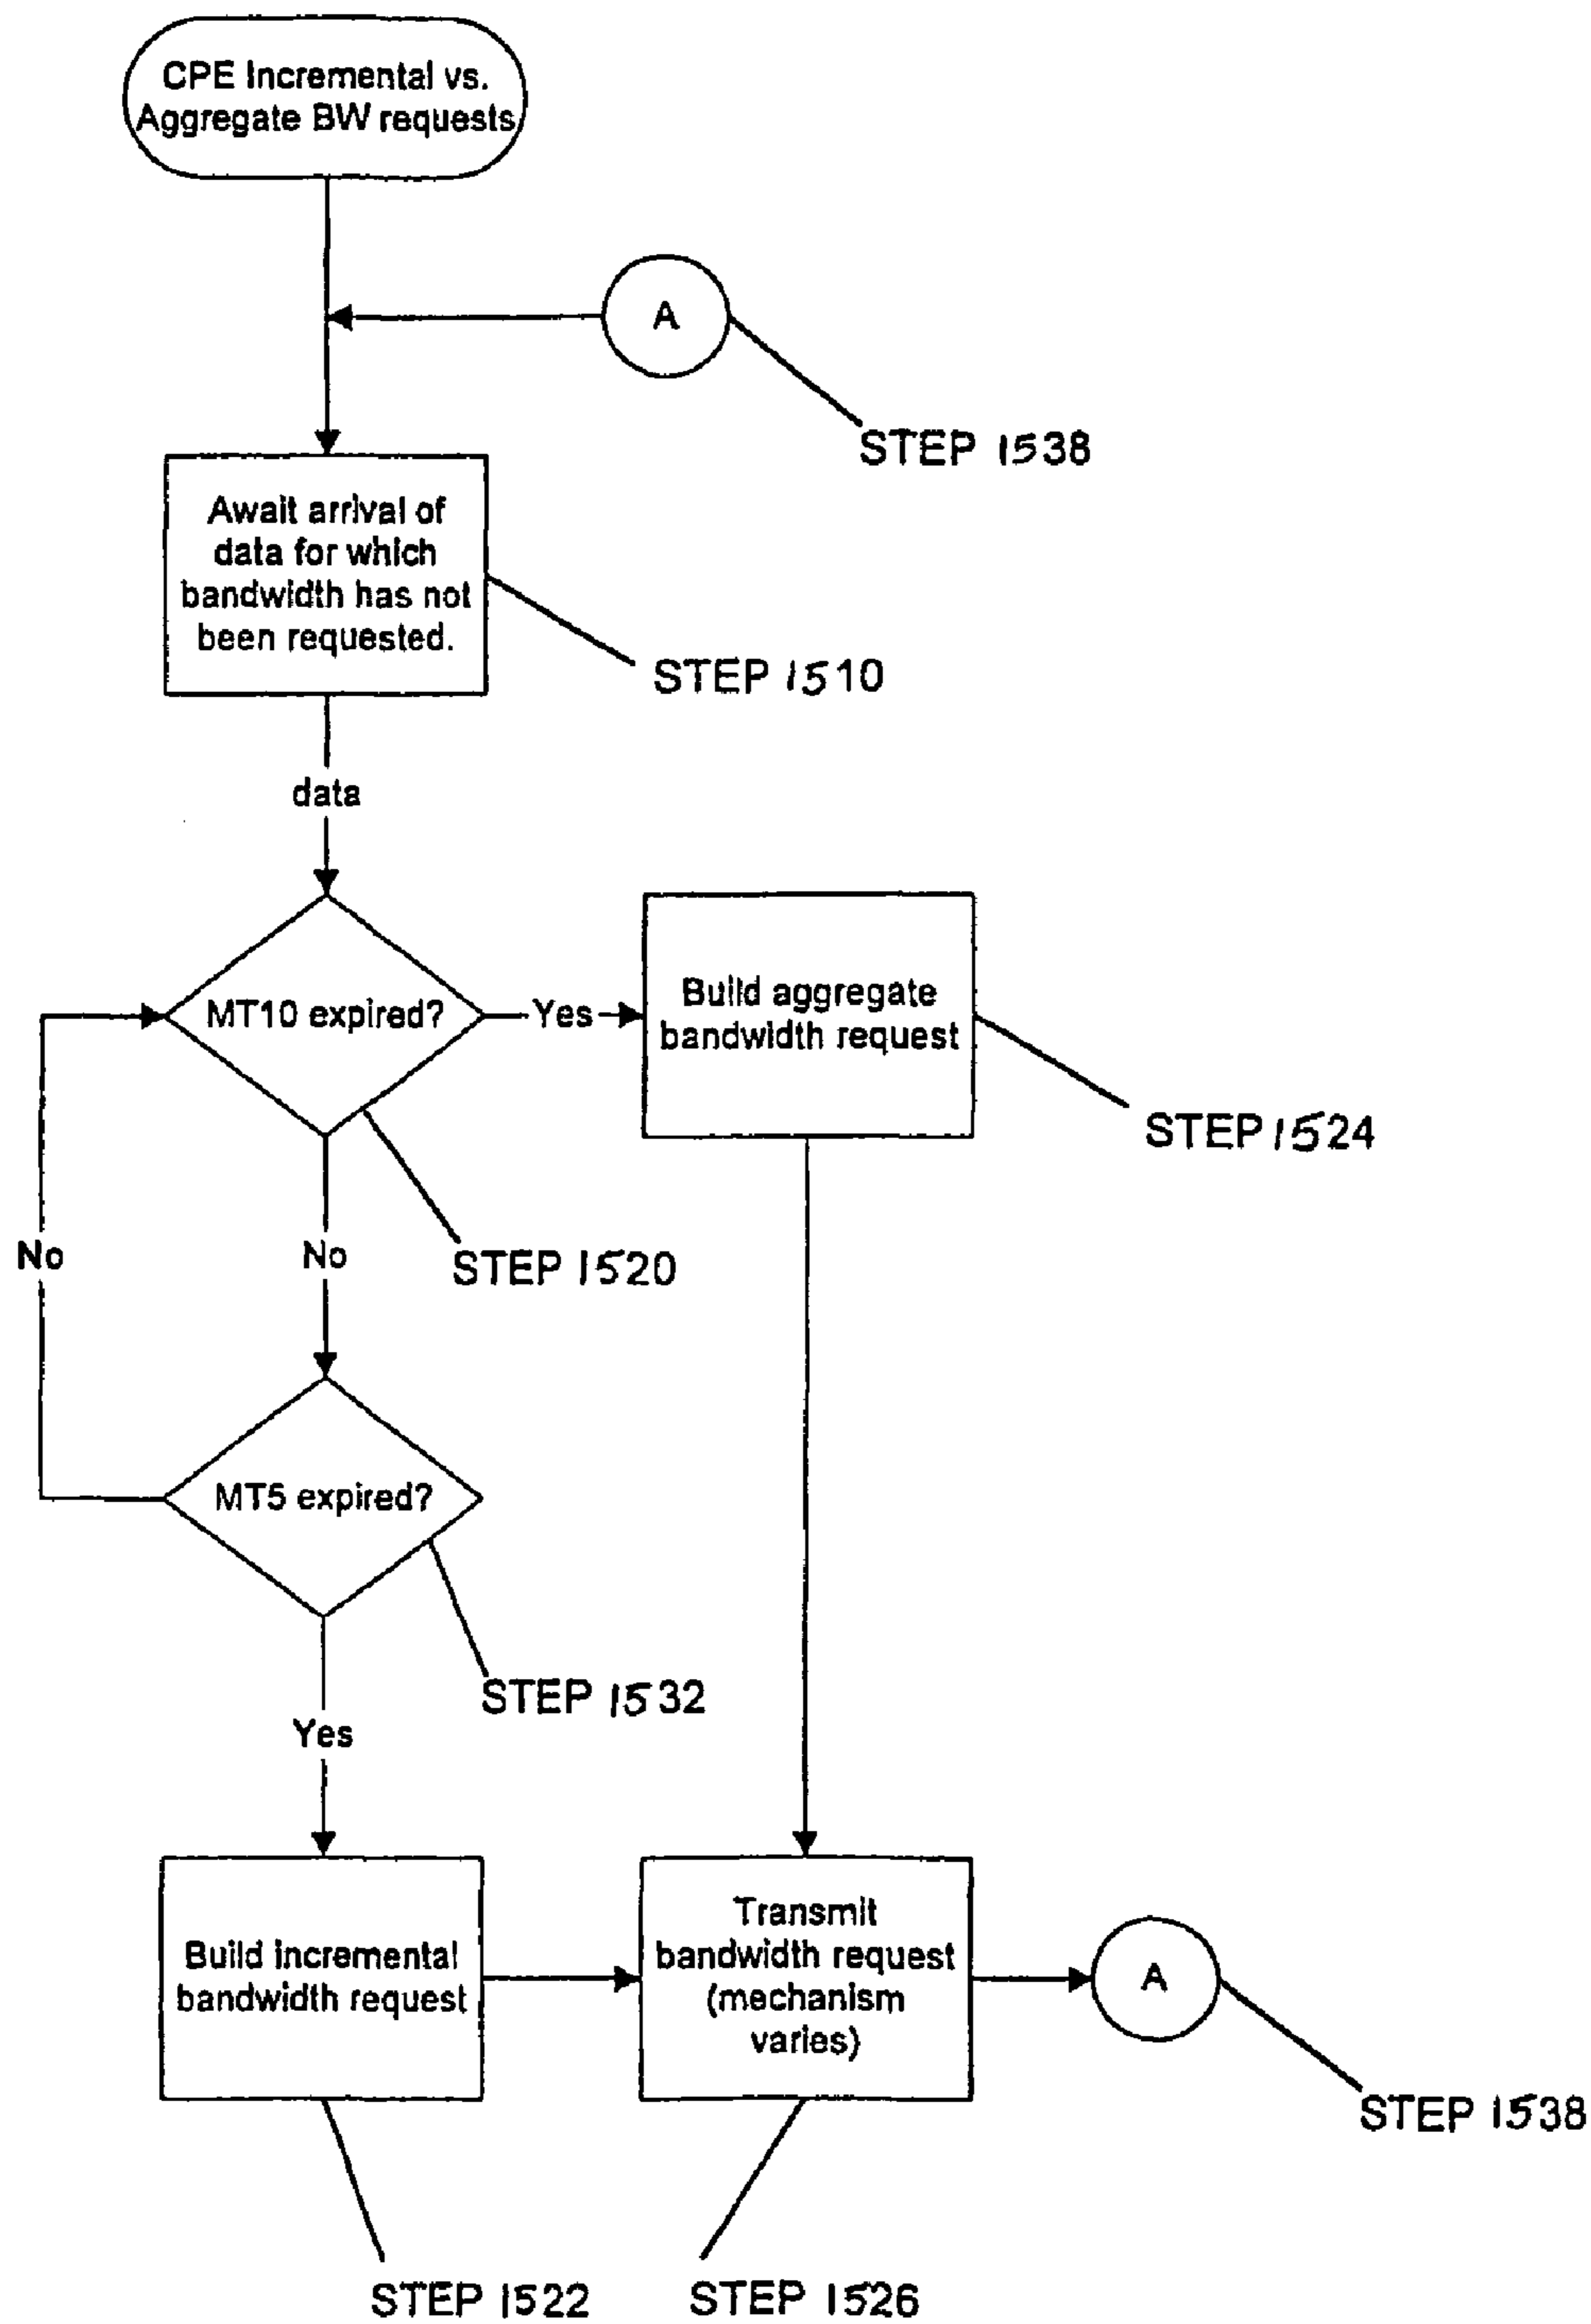 CPE Incremental vs.
Aggregate BW requests
A
STEP 1538
Await arrival of
data for which
bandwidth has not
been requested.
STEP 1510
data
MT10 expired?
Yes
Build aggregate
bandwidth request
STEP 1524
No
No
STEP 1520
MT5 expired?
STEP 1532
Yes
Build incremental
bandwidth request
Transmit
bandwidth request
(mechanism
varies)
A
STEP 1538
STEP 1522
STEP 1526